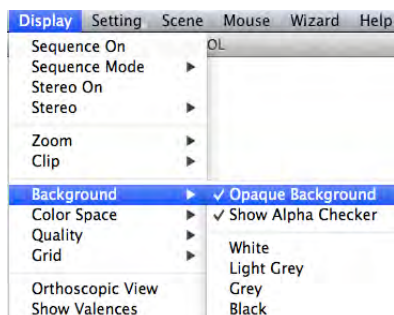 Display Setting Scene Mouse Wizard Help
OL
Sequence On
Sequence Mode
Stereo On
Stereo
Zoom
Clip
Background
Color Space
Quality
Grid
Orthoscopic View
Show Valences
✓ Opaque Background
✓ Show Alpha Checker
White
Light Grey
Grey
Black